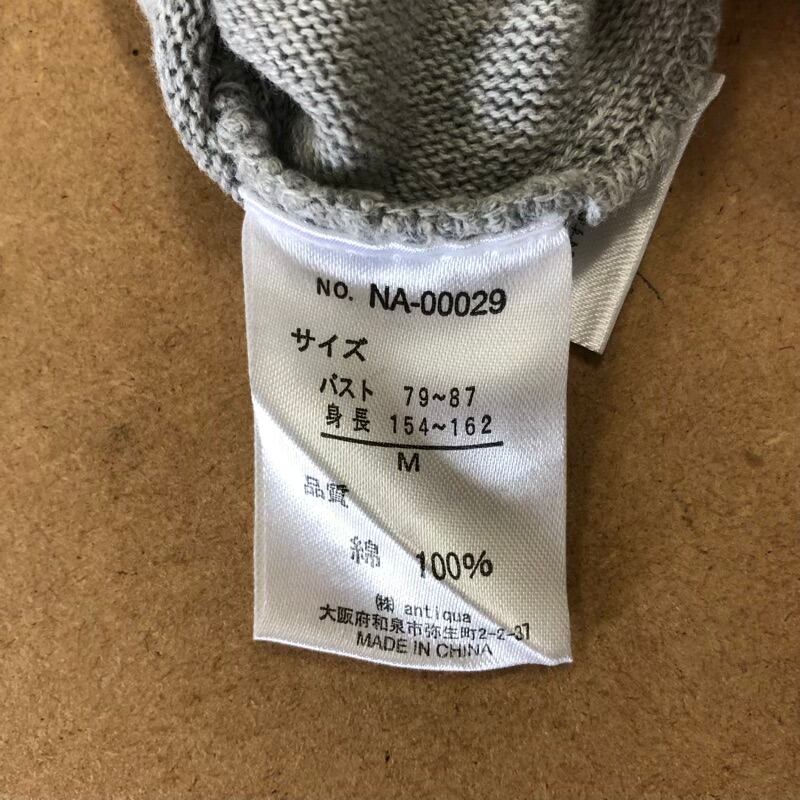 NO. NA-00029
サイズ
バスト 79~87
身長 154~162
M
品質
綿 100%
㈱ antiqua
大阪府和泉市弥生町2-2-37
MADE IN CHINA